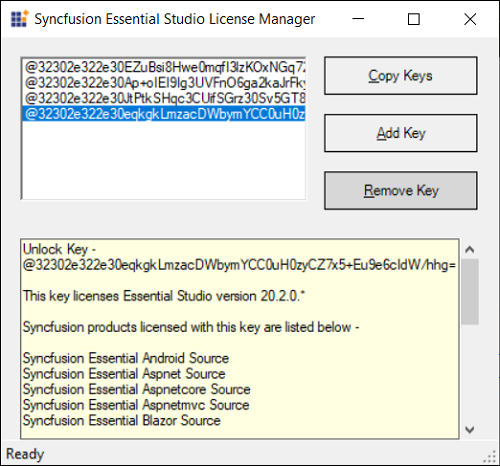 Syncfusion Essential Studio License Manager
@32302e322e30EZuBsi8Hwe0mqfI3lzKOxNGq72
@32302e322e30Ap+oIEI9Ig3UVFnO6ga2kaJrFky
@32302e322e30JtPtkSHqc3CUifSGrz30Sv5GT8
@32302e322e30eqkgkLmzacDWbymYCC0uH0z
Copy Keys
Add Key
Remove Key
Unlock Key -
@32302e322e30eqkgkLmzacDWbymYCC0uH0zyCZ7x5+Eu9e6cIdW/hhg=
This key licenses Essential Studio version 20.2.0.*
Syncfusion products licensed with this key are listed below -
Syncfusion Essential Android Source
Syncfusion Essential Aspnet Source
Syncfusion Essential Aspnetcore Source
Syncfusion Essential Aspnetmvc Source
Syncfusion Essential Blazor Source
Ready